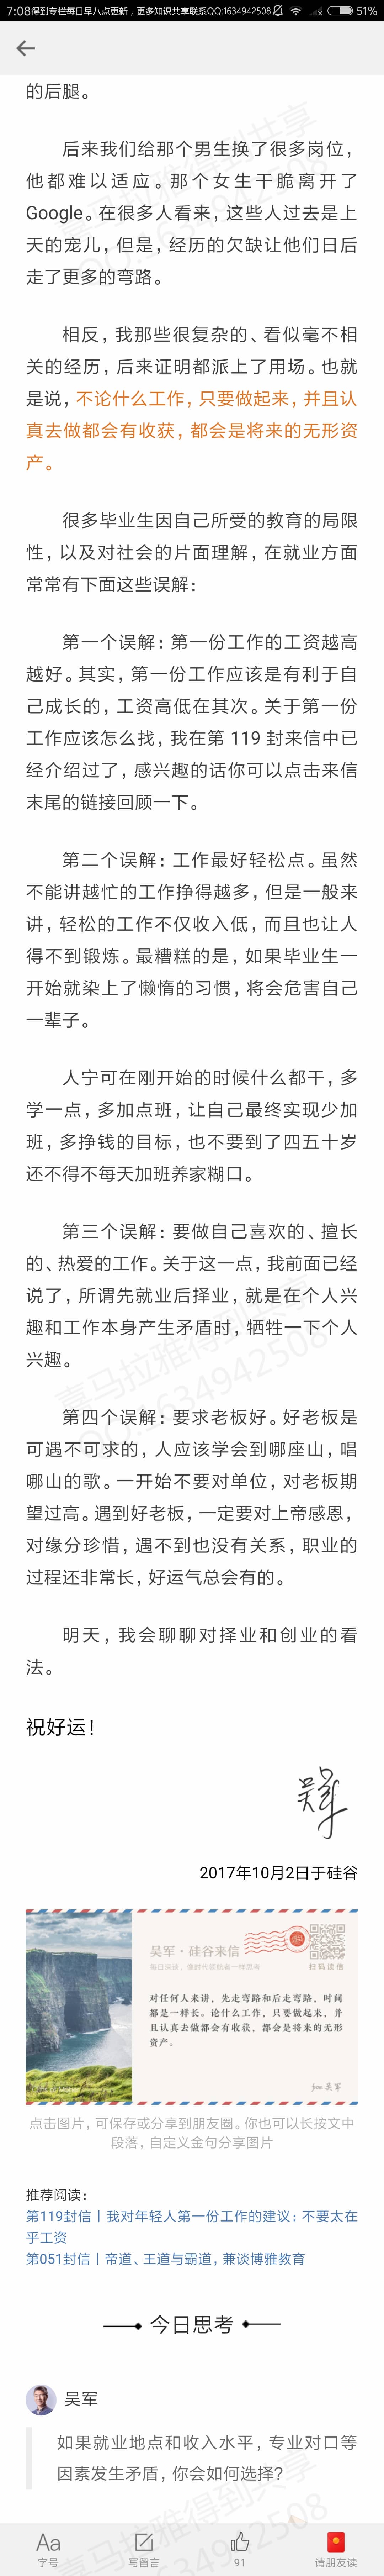 7:08得到专栏每日早八点更新，更多知识共享联系QQ:1634942508 51%
的后腿。
后来我们给那个男生换了很多岗位，
他都难以适应。那个女生干脆离开了
Google。在很多人看来，这些人过去是上
天的宠儿，但是，经历的欠缺让他们日后
走了更多的弯路。
相反，我那些很复杂的、看似毫不相
关的经历，后来证明都派上了用场。也就
是说，不论什么工作，只要做起来，并且认
真去做都会有收获，都会是将来的无形资
产。
很多毕业生因自己所受的教育的局限
性，以及对社会的片面理解，在就业方面
常常有下面这些误解：
第一个误解：第一份工作的工资越高
越好。其实，第一份工作应该是有利于自
己成长的，工资高低在其次。关于第一份
工作应该怎么找，我在第 119 封来信中已
经介绍过了，感兴趣的话你可以点击来信
末尾的链接回顾一下。
第二个误解：工作最好轻松点。虽然
不能讲越忙的工作挣得越多，但是一般来
讲，轻松的工作不仅收入低，而且也让人
得不到锻炼。最糟糕的是，如果毕业生一
开始就染上了懒惰的习惯，将会危害自己
一辈子。
人宁可在刚开始的时候什么都干，多
学一点，多加点班，让自己最终实现少加
班，多挣钱的目标，也不要到了四五十岁
还不得不每天加班养家糊口。
第三个误解：要做自己喜欢的、擅长
的、热爱的工作。关于这一点，我前面已经
说了，所谓先就业后择业，就是在个人兴
趣和工作本身产生矛盾时，牺牲一下个人
兴趣。
第四个误解：要求老板好。好老板是
可遇不可求的，人应该学会到哪座山，唱
哪山的歌。一开始不要对单位，对老板期
望过高。遇到好老板，一定要对上帝感恩，
对缘分珍惜，遇不到也没有关系，职业的
过程还非常长，好运气总会有的。
明天，我会聊聊对择业和创业的看
法。
祝好运！
吴军
2017年10月2日于硅谷
吴军·硅谷来信
每日深谈，像时代领航者一样思考
扫码读信
对任何人来讲，先走弯路和后走弯路，时间
都是一样长。论什么工作，只要做起来，并
且认真去做都会有收获，都会是将来的无形
资产。
from 吴军
点击图片，可保存或分享到朋友圈。你也可以长按文中
段落，自定义金句分享图片
推荐阅读：
第119封信丨我对年轻人第一份工作的建议：不要太在
乎工资
第051封信丨帝道、王道与霸道，兼谈博雅教育
今日思考
吴军
如果就业地点和收入水平，专业对口等
因素发生矛盾，你会如何选择？
Aa
字号
写留言
91
请朋友读
喜马拉雅得到共享
QQ:1634942508
喜马拉雅得到共享
QQ:1634942508
喜马拉雅得到共享